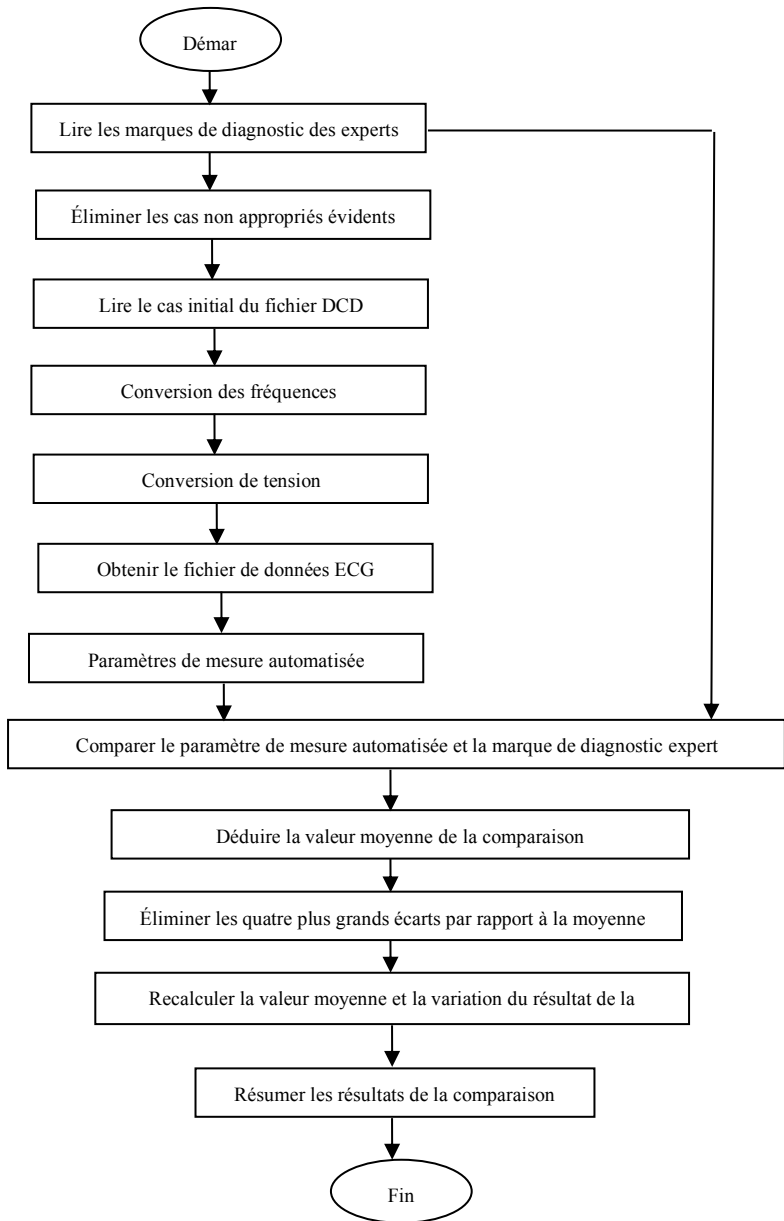 Démar
Lire les marques de diagnostic des experts
Éliminer les cas non appropriés évidents
Lire le cas initial du fichier DCD
Conversion des fréquences
Conversion de tension
Obtenir le fichier de données ECG
Paramètres de mesure automatisée
Comparer le paramètre de mesure automatisée et la marque de diagnostic expert
Déduire la valeur moyenne de la comparaison
Éliminer les quatre plus grands écarts par rapport à la moyenne
Recalculer la valeur moyenne et la variation du résultat de la
Résumer les résultats de la comparaison
Fin